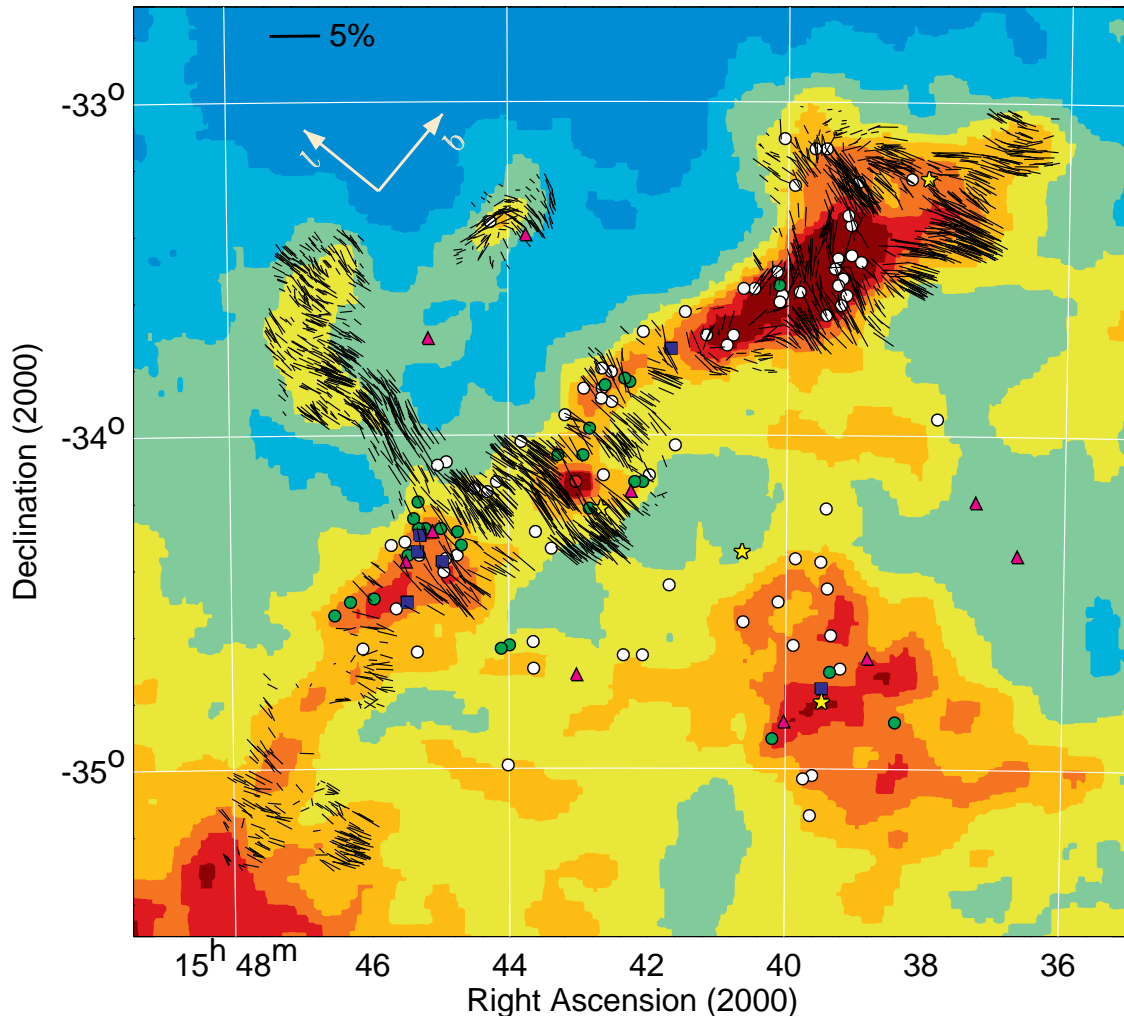 5%
-33°
l
b
-34°
-35°
Declination (2000)
15h 48m 46 44 42 40 38 36
Right Ascension (2000)